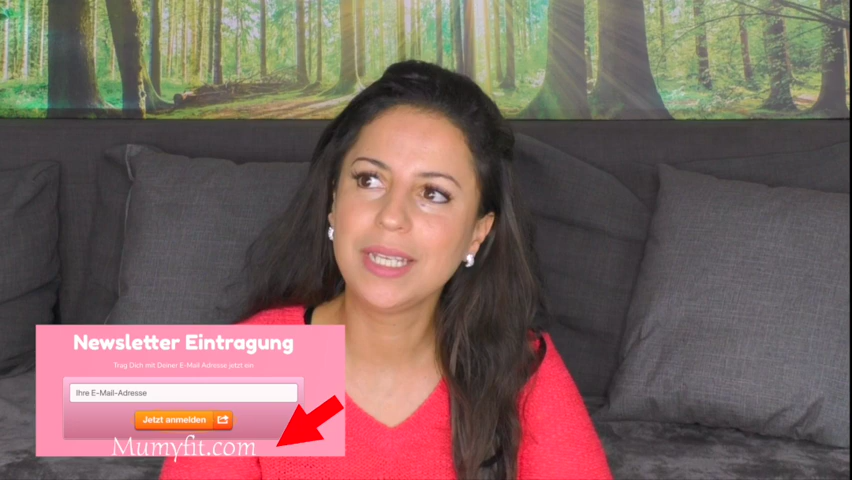 Newsletter Eintragung
Trag Dich mit Deiner E-Mail Adresse jetzt ein
Ihre E-Mail-Adresse
Jetzt anmelden
Mumyfit.com